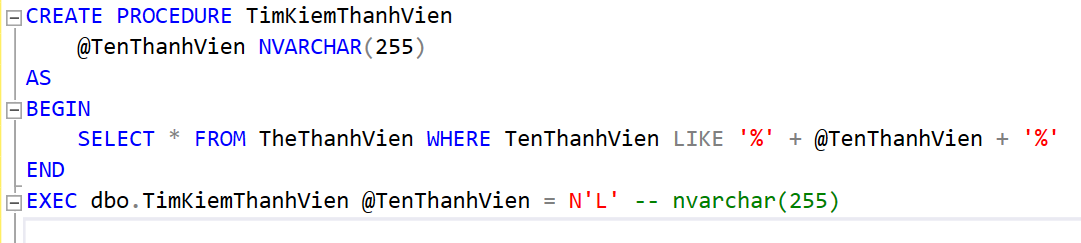 CREATE PROCEDURE TimKiemThanhVien
    @TenThanhVien NVARCHAR(255)
AS
BEGIN
    SELECT * FROM TheThanhVien WHERE TenThanhVien LIKE '%' + @TenThanhVien + '%'
END
EXEC dbo.TimKiemThanhVien @TenThanhVien = N'L' -- nvarchar(255)